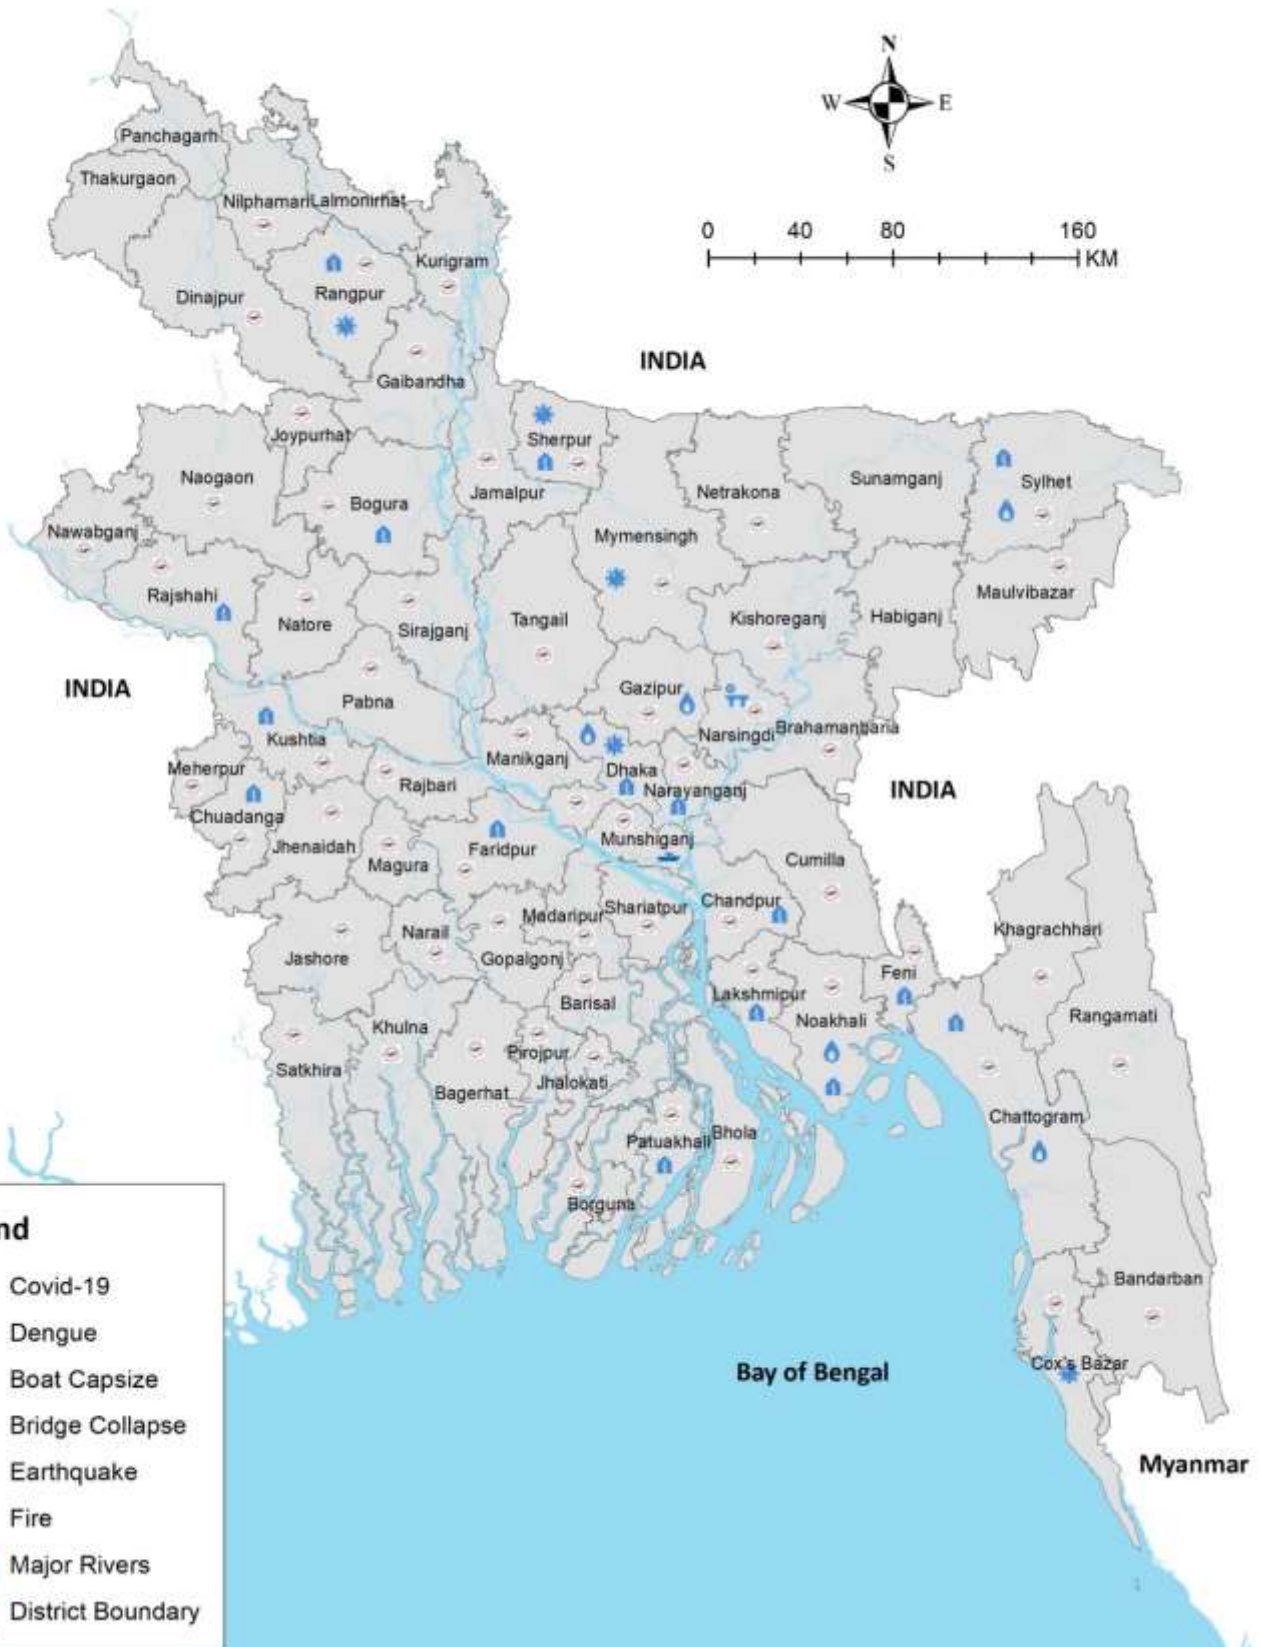 N
W E
S
0 40 80 160
KM
Panchagarh
Thakurgaon
Nilphamari
Lalmonirhat
Kurigram
Rangpur
Dinajpur
INDIA
Gaibandha
Joypurhat
Sherpur
Naogaon
Bogura
Jamalpur
Netrakona
Sunamganj
Sylhet
Nawabganj
Mymensingh
Rajshahi
Natore
Sirajganj
Tangail
Kishoreganj
Habiganj
Maulvibazar
INDIA
Pabna
Gazipur
Kushtia
Narsingdi
Brahamanbaria
Meherpur
Manikganj
Dhaka
Rajbari
Narayanganj
INDIA
Chuadanga
Jhenaidah
Magura
Faridpur
Munshiganj
Cumilla
Chandpur
Shariatpur
Madaripur
Narail
Khagrachhari
Jashore
Gopalgonj
Feni
Barisal
Lakshmipur
Noakhali
Rangamati
Khulna
Satkhira
Pirojpur
Jhalokati
Bagerhat
Chattogram
Patuakhali
Bhola
Borguna
nd
Covid-19
Dengue
Boat Capsize
Bridge Collapse
Earthquake
Fire
Major Rivers
District Boundary
Bandarban
Cox's Bazar
Bay of Bengal
Myanmar